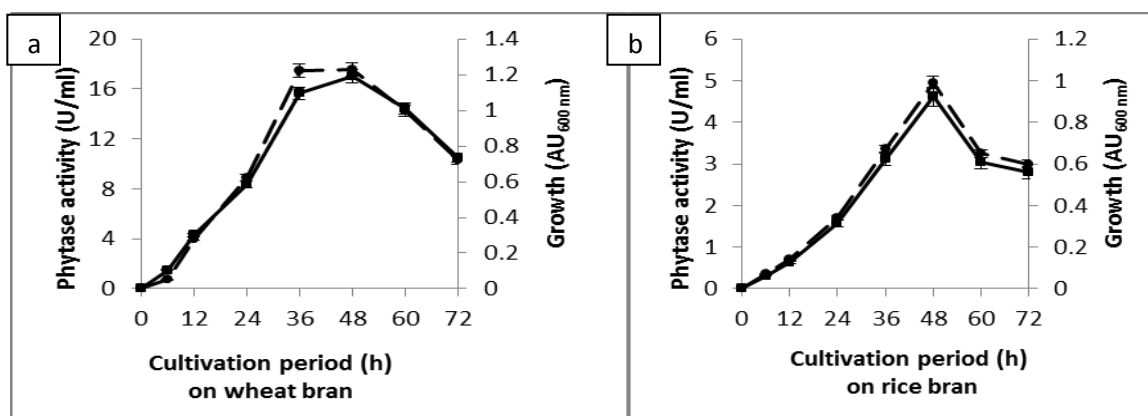 a
20
16
12
8
4
0
Phytase activity (U/ml)
1.4
1.2
1
0.8
0.6
0.4
0.2
0
Growth (AU600 nm)
0 12 24 36 48 60 72
Cultivation period (h)
on wheat bran
b
6
5
4
3
2
1
0
Phytase activity (U/ml)
1.2
1
0.8
0.6
0.4
0.2
0
Growth (AU600 nm)
0 12 24 36 48 60 72
Cultivation period (h)
on rice bran